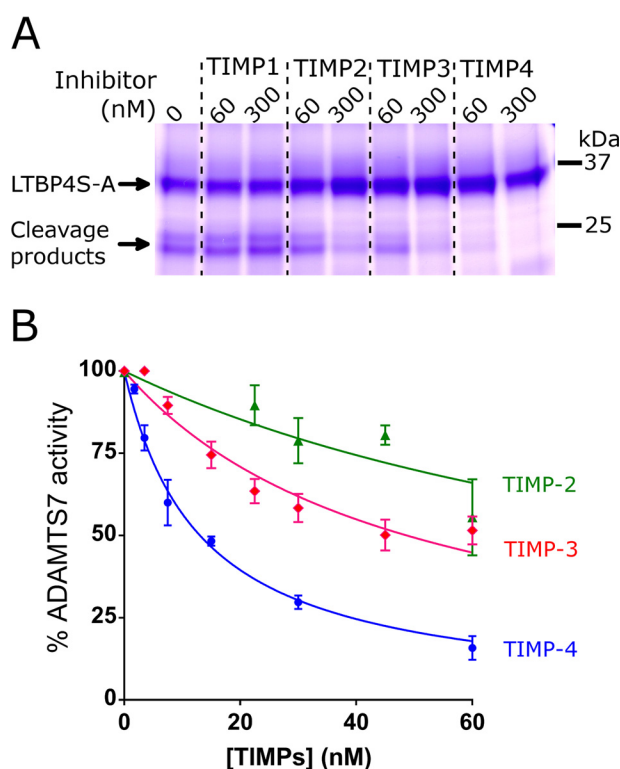 A
TIMP1 TIMP2 TIMP3 TIMP4
Inhibitor
(nM)
0 60 300 60 300 60 300 60 300
kDa
37
LTBP4S-A
25
Cleavage
products
B
100
75
50
25
0
% ADAMTS7 activity
TIMP-2
TIMP-3
TIMP-4
0 20 40 60
[TIMPs] (nM)